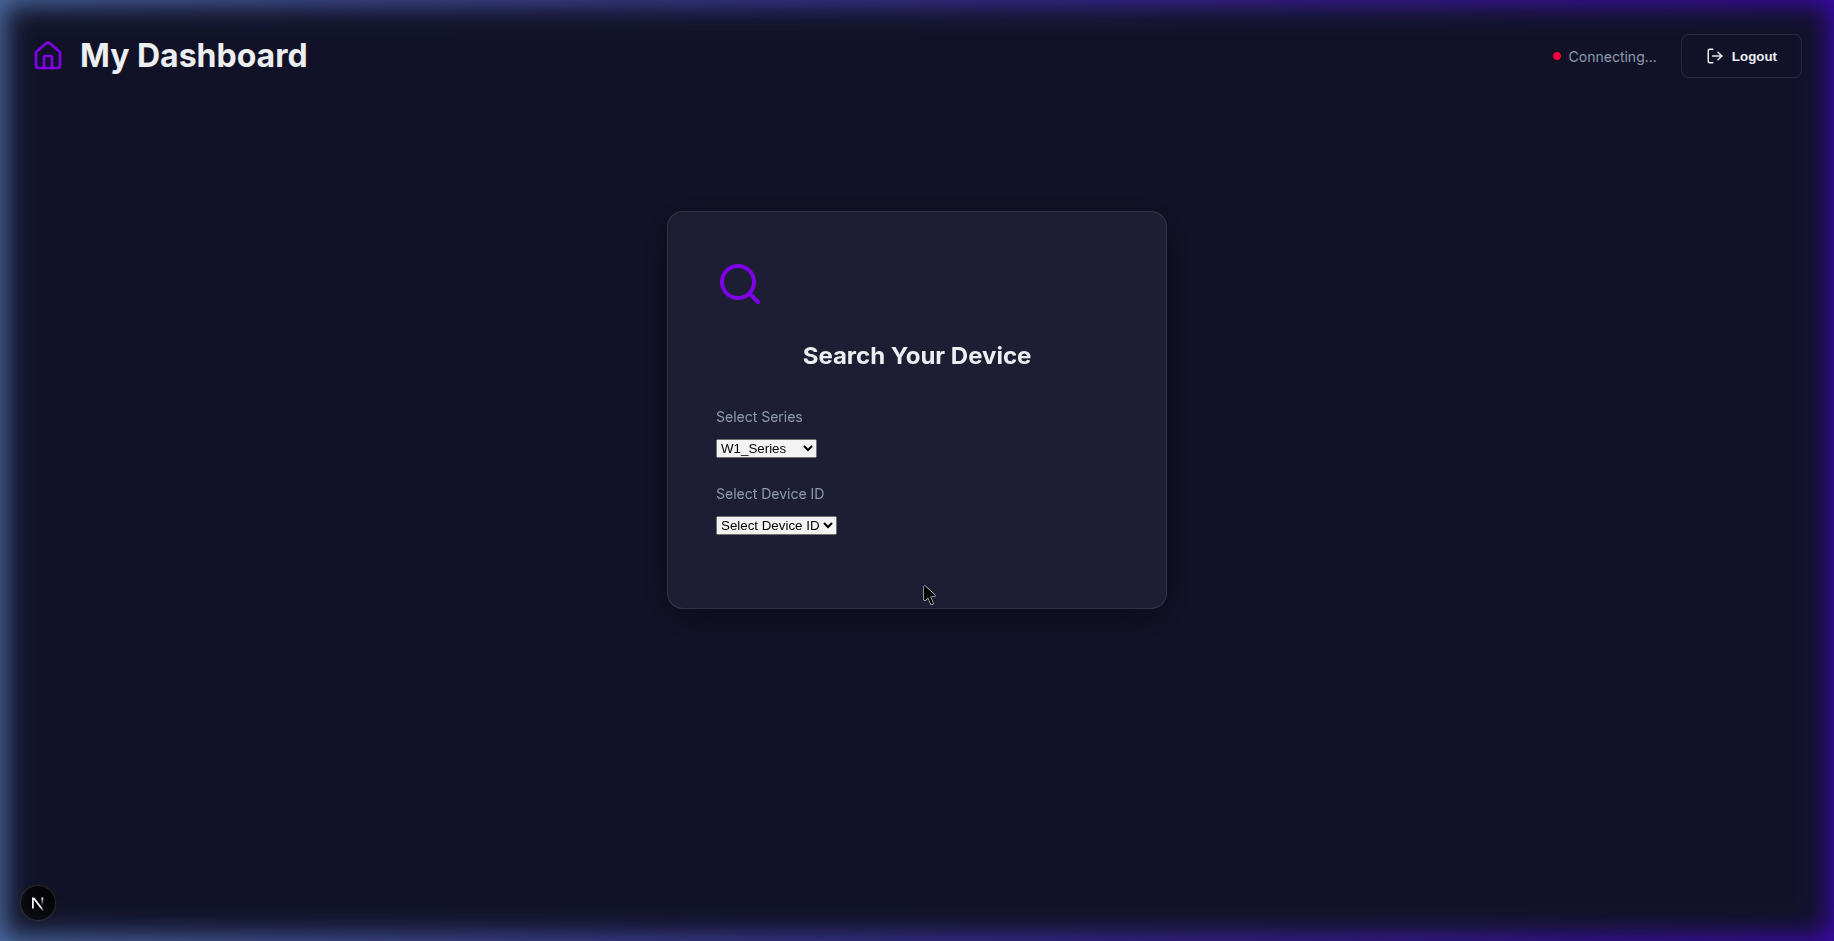 My Dashboard
Connecting...
Logout
Search Your Device
Select Series
W1_Series
Select Device ID
Select Device ID
N